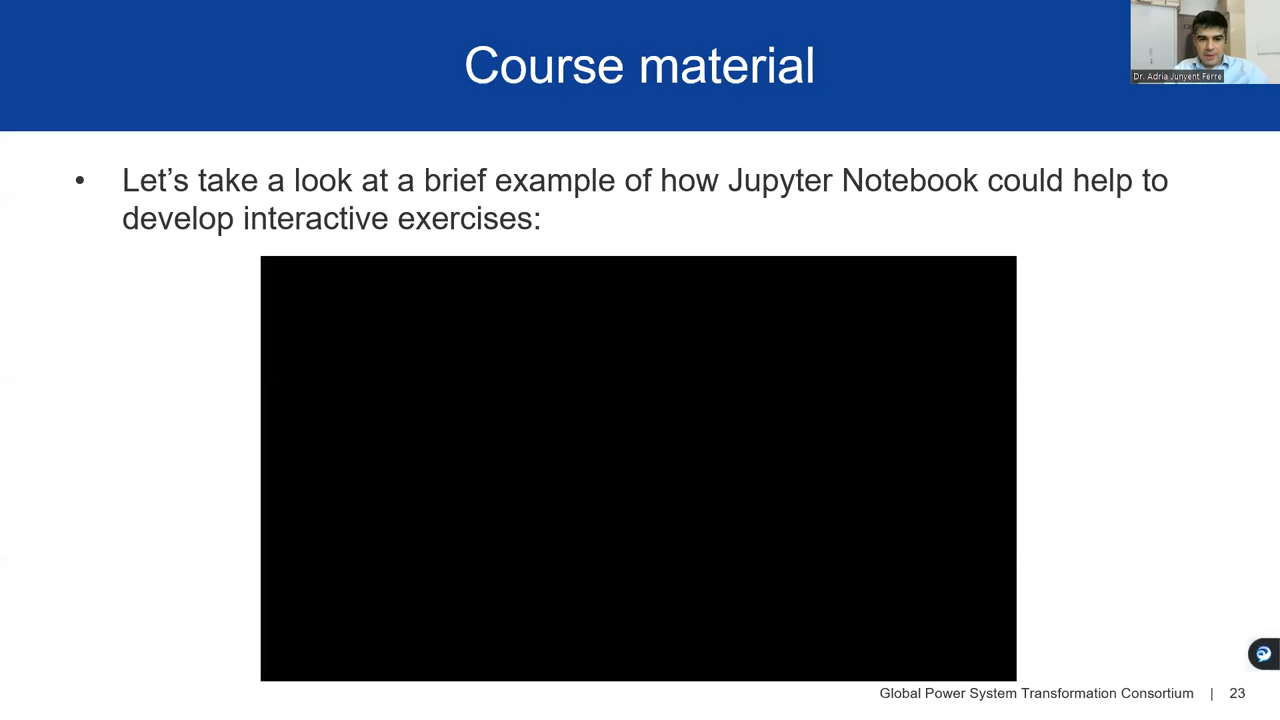 Course material
Dr. Adria Junyent Ferre
• Let’s take a look at a brief example of how Jupyter Notebook could help to
develop interactive exercises:
Global Power System Transformation Consortium | 23